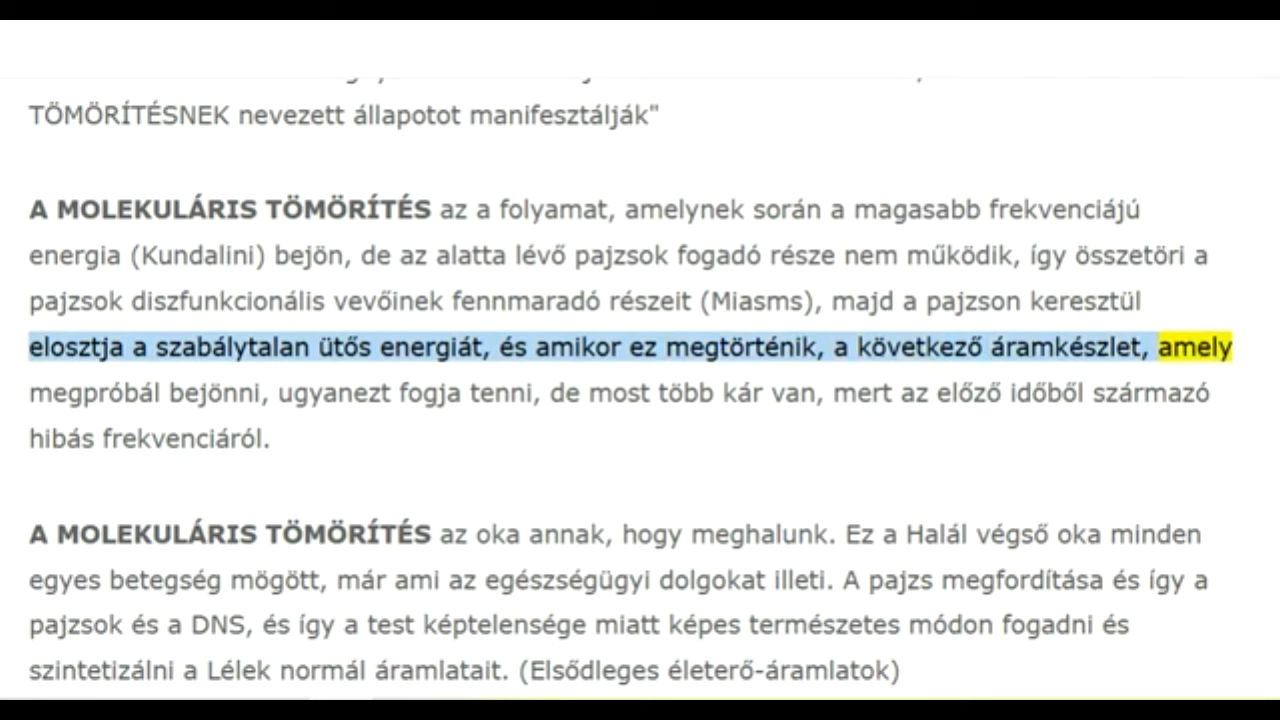 TÖMÖRÍTÉSNEK nevezett állapotot manifesztálják"
A MOLEKULÁRIS TÖMÖRÍTÉS az a folyamat, amelynek során a magasabb frekvenciájú
energia (Kundalini) bejön, de az alatta lévő pajzsok fogadó része nem működik, így összetöri a
pajzsok diszfunkcionális vevőinek fennmaradó részeit (Miasms), majd a pajzson keresztül
elosztja a szabálytalan ütős energiát, és amikor ez megtörténik, a következő áramkészlet, amely
megpróbál bejönni, ugyanezt fogja tenni, de most több kár van, mert az előző időből származó
hibás frekvenciáról.
A MOLEKULÁRIS TÖMÖRÍTÉS az oka annak, hogy meghalunk. Ez a Halál végső oka minden
egyes betegség mögött, már ami az egészségügyi dolgokat illeti. A pajzs megfordítása és így a
pajzsok és a DNS, és így a test képtelensége miatt képes természetes módon fogadni és
szintetizálni a Lélek normál áramlatait. (Elsődleges életerő-áramlatok)